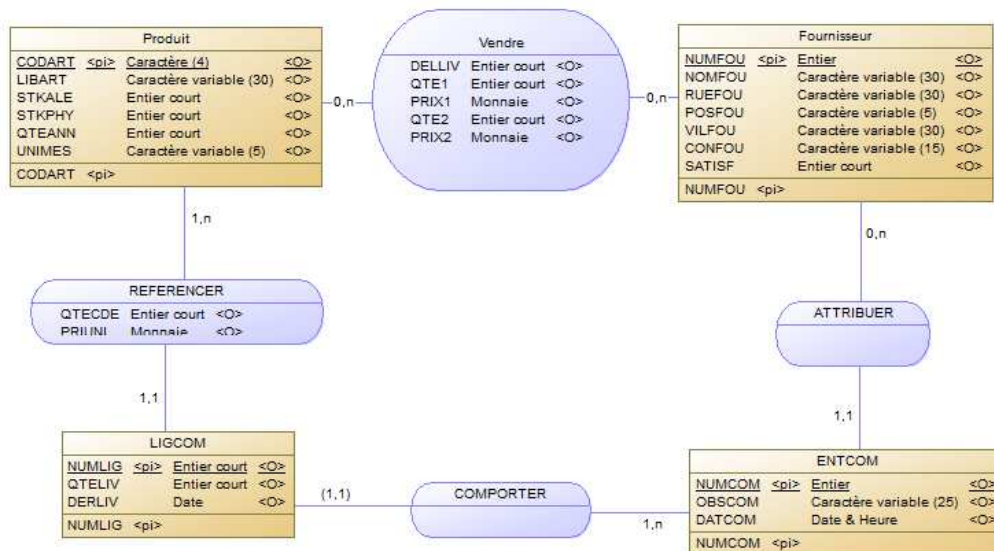 Produit
CODART <pi> Caractère (4) <O>
LIBART Caractère variable (30) <O>
STKALE Entier court <O>
STKPHY Entier court <O>
QTEANN Entier court <O>
UNIMES Caractère variable (5) <O>
CODART <pi>
0,n
Vendre
DELLIV Entier court <O>
QTE1 Entier court <O>
PRIX1 Monnaie <O>
QTE2 Entier court <O>
PRIX2 Monnaie <O>
0,n
Fournisseur
NUMFOU <pi> Entier <O>
NOMFOU Caractère variable (30) <O>
RUEFOU Caractère variable (30) <O>
POSFOU Caractère variable (5) <O>
VILFOU Caractère variable (30) <O>
CONFOU Caractère variable (15) <O>
SATISF Entier court <O>
NUMFOU <pi>
1,n
0,n
REFERENCER
QTECDE Entier court <O>
PRIUNI Monnaie <O>
ATTRIBUER
1,1
1,1
LIGCOM
NUMLIG <pi> Entier court <O>
QTELIV Entier court <O>
DERLIV Date <O>
NUMLIG <pi>
(1,1)
COMPORTER
1,n
ENTCOM
NUMCOM <pi> Entier <O>
OBSCOM Caractère variable (25) <O>
DATCOM Date & Heure <O>
NUMCOM <pi>